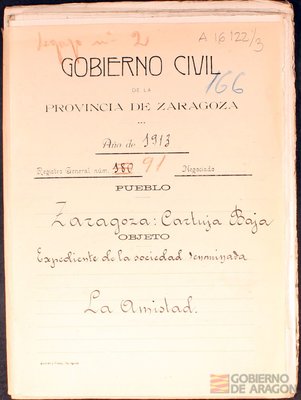 A 16122/3
GOBIERNO CIVIL
166
DE LA
PROVINCIA DE ZARAGOZA
Año de 1913
Registro General núm. 180 91 Negociado
PUEBLO
Zaragoza: Cartuja Baja
OBJETO
Expediente de la sociedad denominada
La Amistad.
GOBIERNO
DE ARAGON